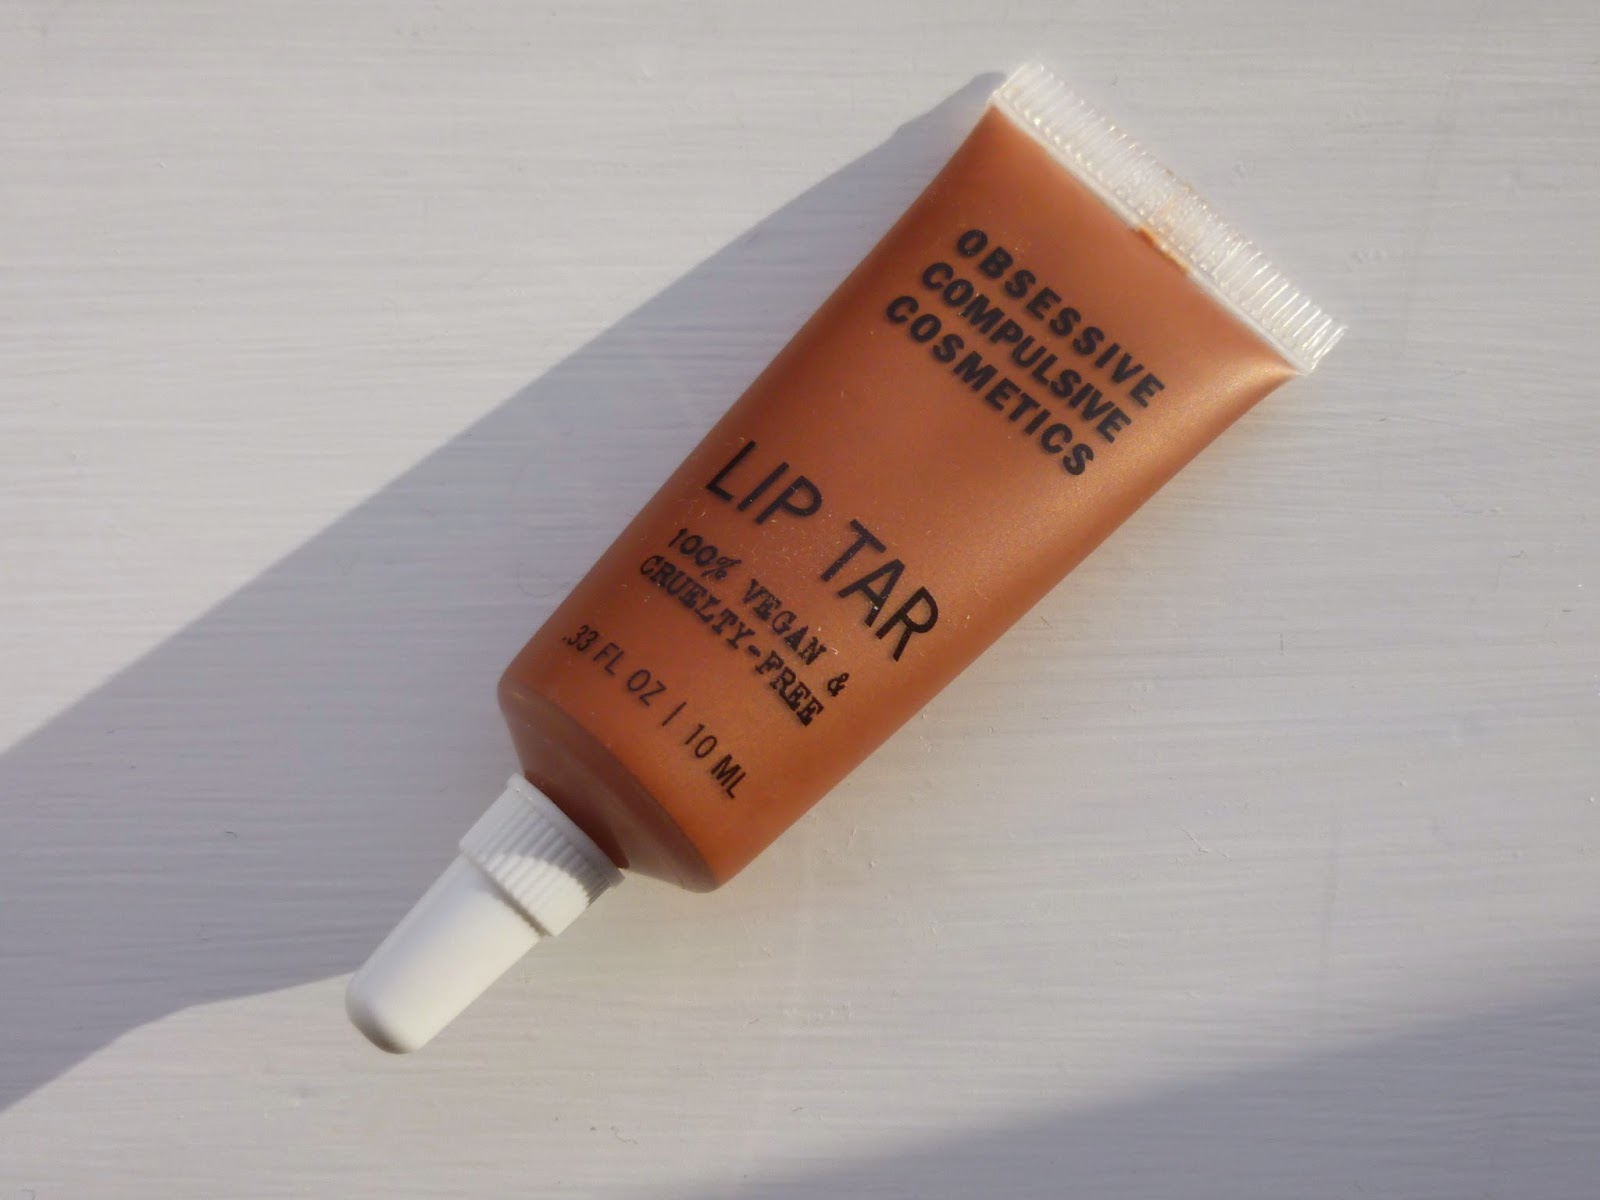 OBSESSIVE
COMPULSIVE
COSMETICS
LIP TAR
100% VEGAN &
CRUELTY-FREE
.33 FL OZ | 10 ML